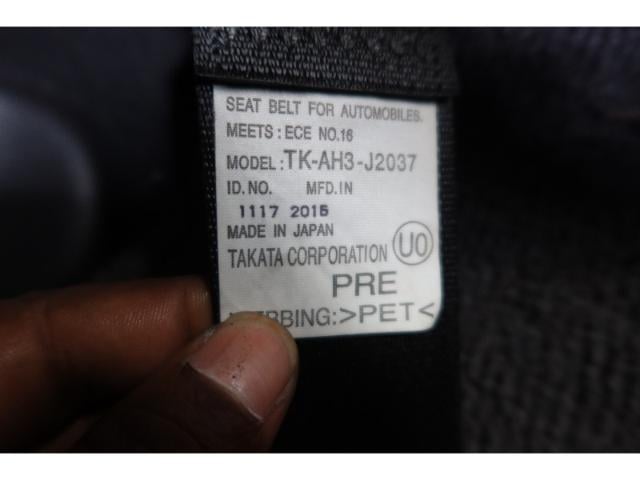 SEAT BELT FOR AUTOMOBILES.
MEETS : ECE NO.16
MODEL : TK-AH3-J2037
ID. NO. MFD. IN
1117 2015
MADE IN JAPAN
TAKATA CORPORATION U0
PRE
BING:>PET<